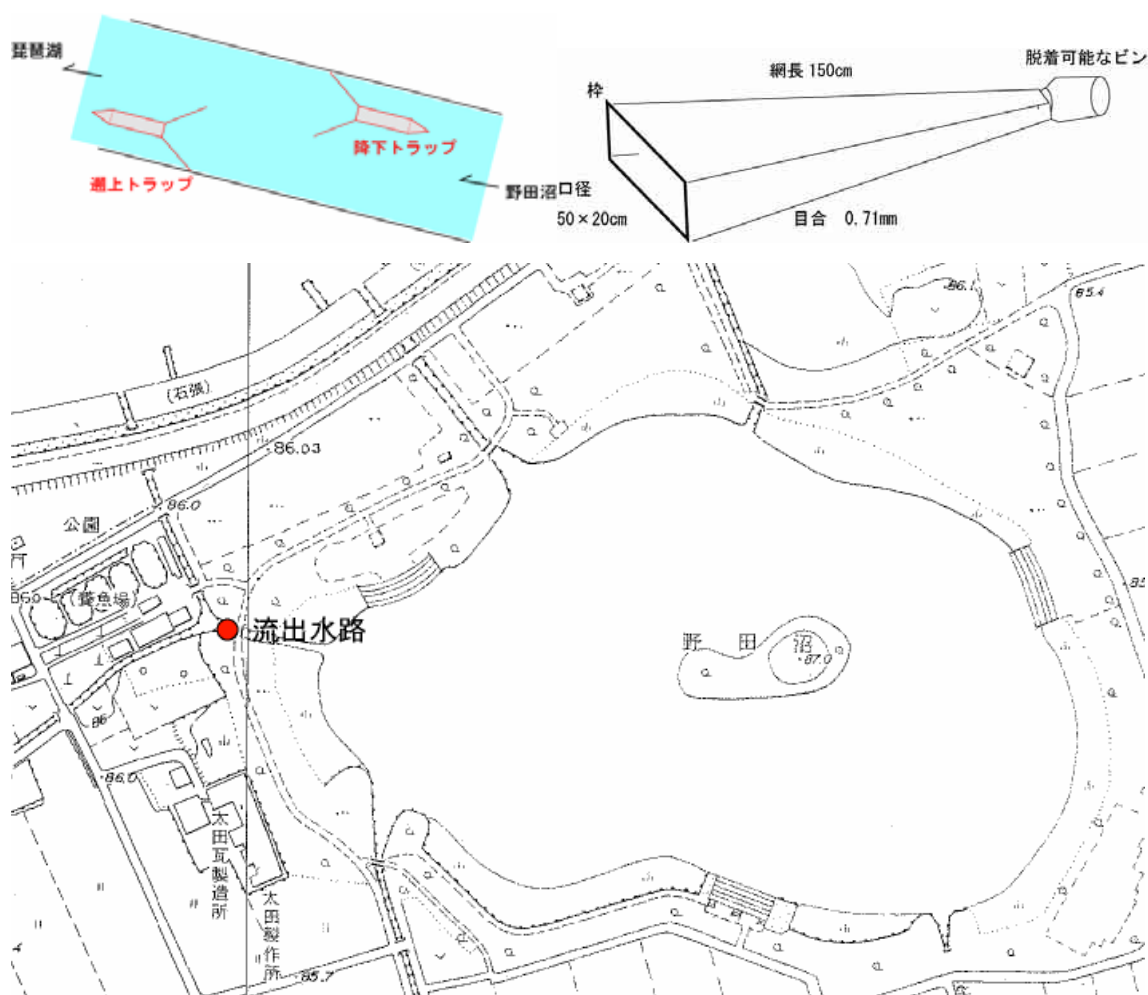 琵琶湖
遡上トラップ
降下トラップ
野田沼
枠
網長 150cm
脱着可能なビン
口径
50×20cm
目合 0.71mm
(石張)
86.03
86.0
公園
(養魚場)
流出水路
野田沼
87.0
86.1
85.4
86
86.0
太田瓦製造所
太田製作所
85.7